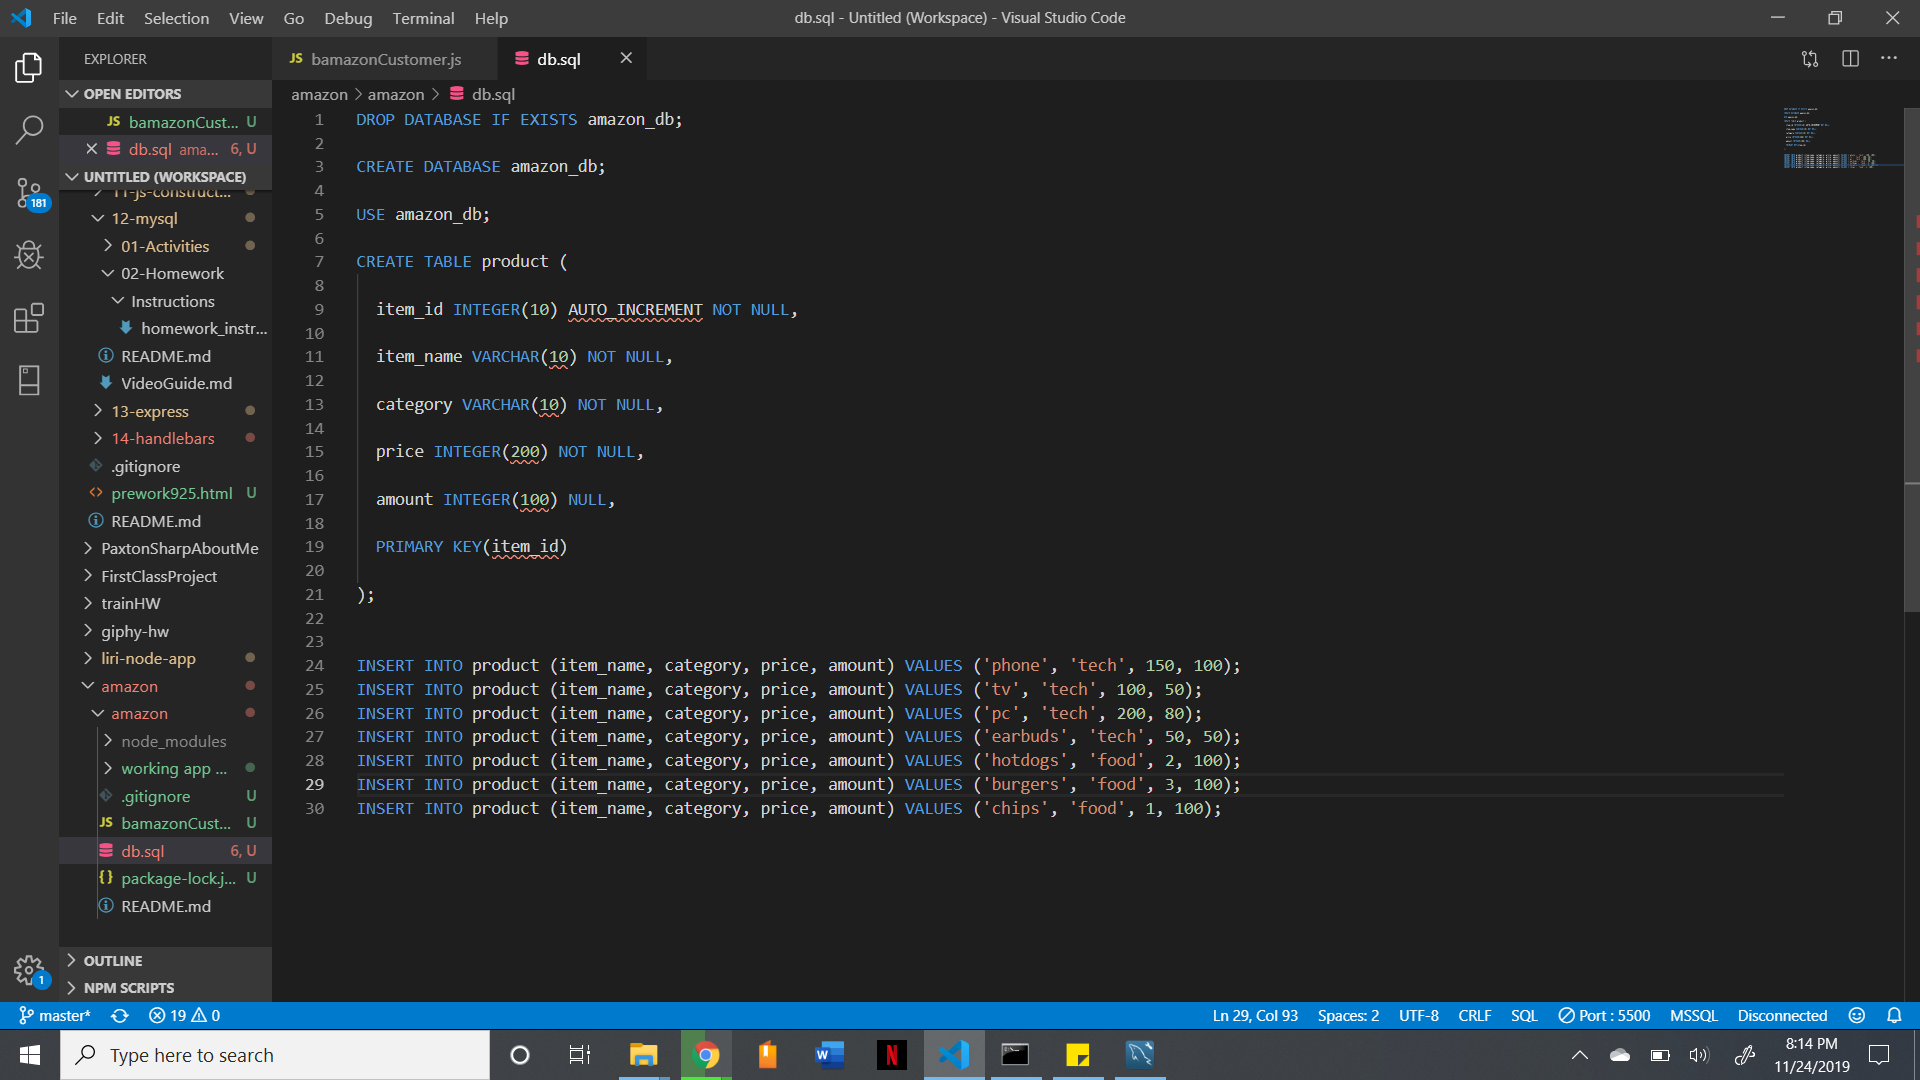 File Edit Selection View Go Debug Terminal Help
db.sql - Untitled (Workspace) - Visual Studio Code
EXPLORER
JS bamazonCustomer.js
db.sql
OPEN EDITORS
JS bamazonCust... U
db.sql ama... 6, U
UNTITLED (WORKSPACE)
11-js-construct...
12-mysql
01-Activities
02-Homework
Instructions
homework_instr...
README.md
VideoGuide.md
13-express
14-handlebars
.gitignore
prework925.html U
README.md
PaxtonSharpAboutMe
FirstClassProject
trainHW
giphy-hw
liri-node-app
amazon
amazon
node_modules
working app ...
.gitignore U
JS bamazonCust... U
db.sql 6, U
{} package-lock.j... U
README.md
OUTLINE
NPM SCRIPTS
181
1
amazon > amazon > db.sql
1 DROP DATABASE IF EXISTS amazon_db;
2
3 CREATE DATABASE amazon_db;
4
5 USE amazon_db;
6
7 CREATE TABLE product (
8
9 item_id INTEGER(10) AUTO_INCREMENT NOT NULL,
10
11 item_name VARCHAR(10) NOT NULL,
12
13 category VARCHAR(10) NOT NULL,
14
15 price INTEGER(200) NOT NULL,
16
17 amount INTEGER(100) NULL,
18
19 PRIMARY KEY(item_id)
20
21 );
22
23
24 INSERT INTO product (item_name, category, price, amount) VALUES ('phone', 'tech', 150, 100);
25 INSERT INTO product (item_name, category, price, amount) VALUES ('tv', 'tech', 100, 50);
26 INSERT INTO product (item_name, category, price, amount) VALUES ('pc', 'tech', 200, 80);
27 INSERT INTO product (item_name, category, price, amount) VALUES ('earbuds', 'tech', 50, 50);
28 INSERT INTO product (item_name, category, price, amount) VALUES ('hotdogs', 'food', 2, 100);
29 INSERT INTO product (item_name, category, price, amount) VALUES ('burgers', 'food', 3, 100);
30 INSERT INTO product (item_name, category, price, amount) VALUES ('chips', 'food', 1, 100);
master* 19 0
Ln 29, Col 93 Spaces: 2 UTF-8 CRLF SQL Port : 5500 MSSQL Disconnected
Type here to search
8:14 PM
11/24/2019